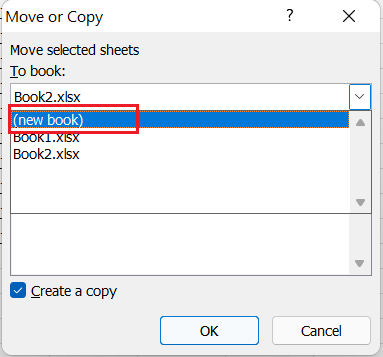 Move or Copy
Move selected sheets
To book:
Book2.xlsx
(new book)
Book1.xlsx
Book2.xlsx
Create a copy
OK
Cancel